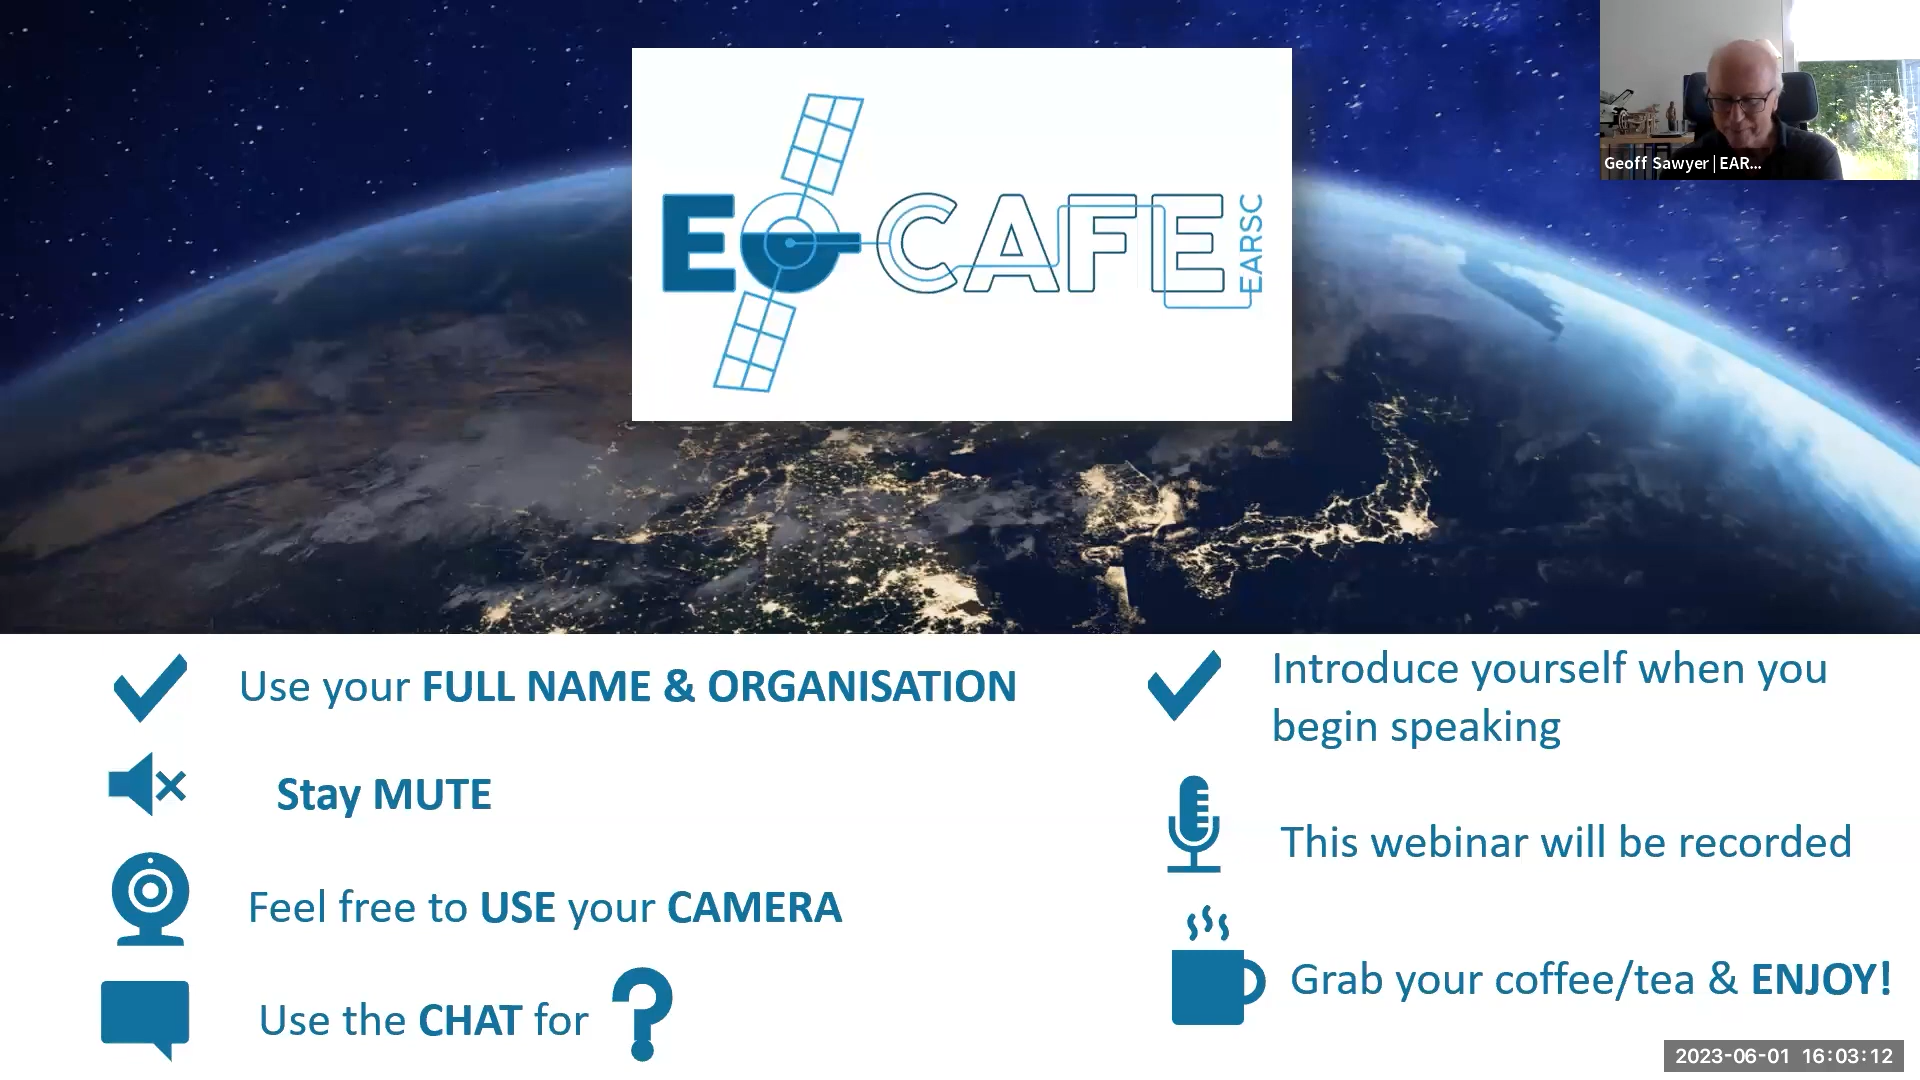 EO CAFE EARSC
Geoff Sawyer | EAR...
Use your FULL NAME & ORGANISATION
Stay MUTE
Feel free to USE your CAMERA
Use the CHAT for ?
Introduce yourself when you
begin speaking
This webinar will be recorded
Grab your coffee/tea & ENJOY!
2023-06-01 16:03:12